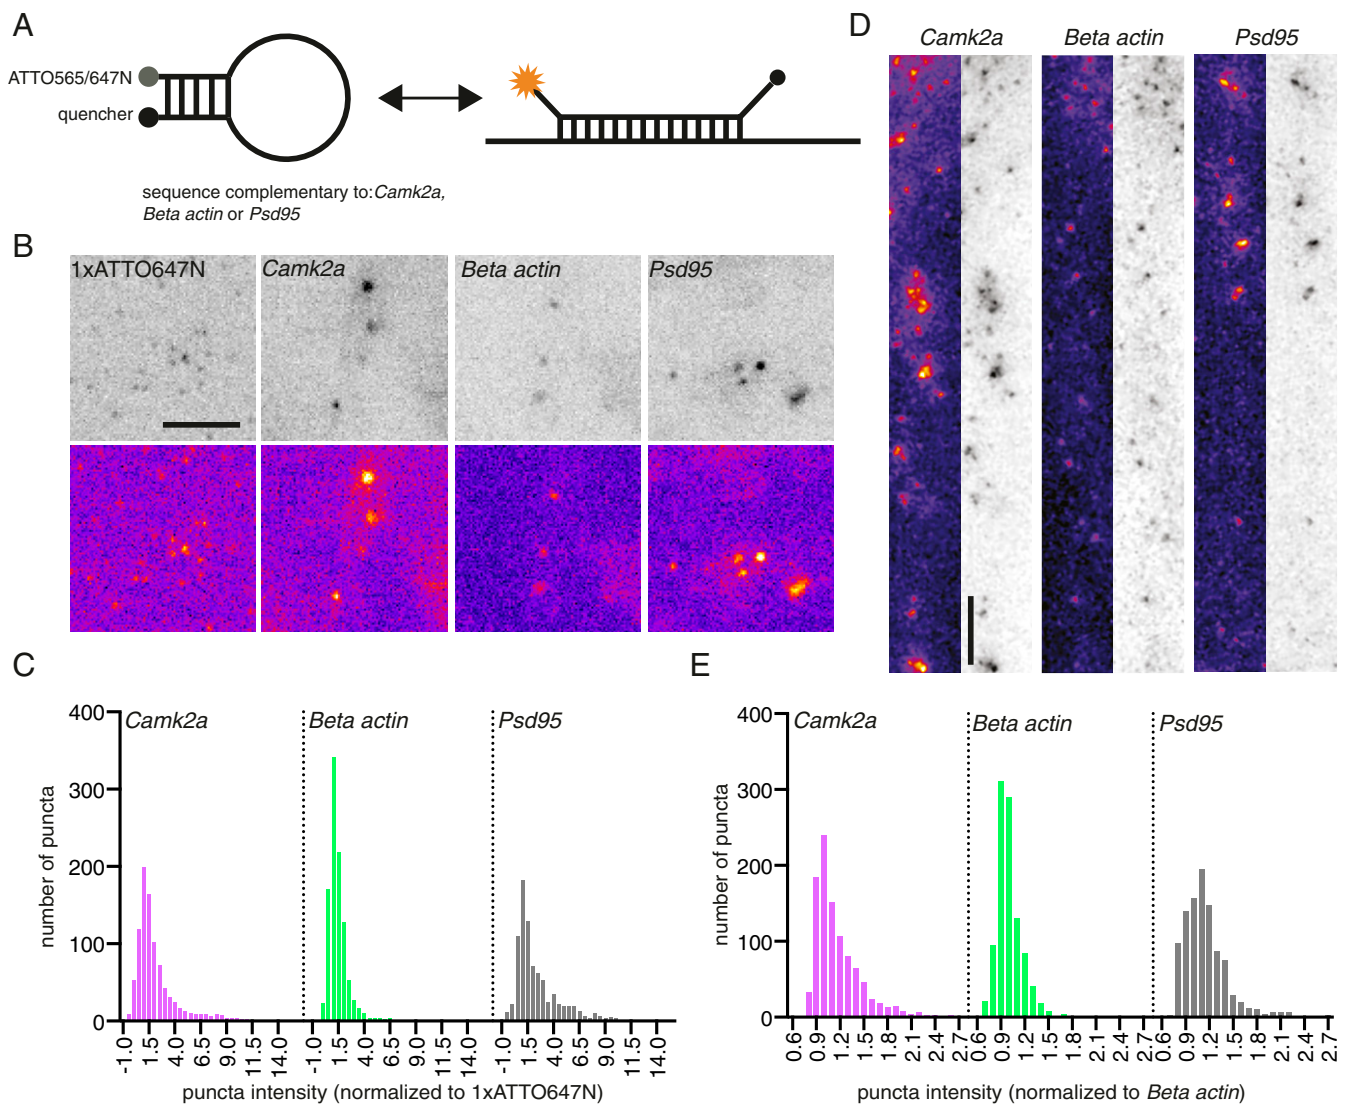 A
ATTO565/647N
quencher
sequence complementary to:Camk2a,
Beta actin or Psd95
B
1xATTO647N
Camk2a
Beta actin
Psd95
C
400
300
200
100
0
number of puncta
Camk2a
Beta actin
Psd95
-1.0 1.5 4.0 6.5 9.0 11.5 14.0
-1.0 1.5 4.0 6.5 9.0 11.5 14.0
-1.0 1.5 4.0 6.5 9.0 11.5 14.0
puncta intensity (normalized to 1xATTO647N)
D
Camk2a
Beta actin
Psd95
E
400
300
200
100
0
number of puncta
Camk2a
Beta actin
Psd95
0.6 0.9 1.2 1.5 1.8 2.1 2.4 2.7
0.6 0.9 1.2 1.5 1.8 2.1 2.4 2.7
0.6 0.9 1.2 1.5 1.8 2.1 2.4 2.7
puncta intensity (normalized to Beta actin)